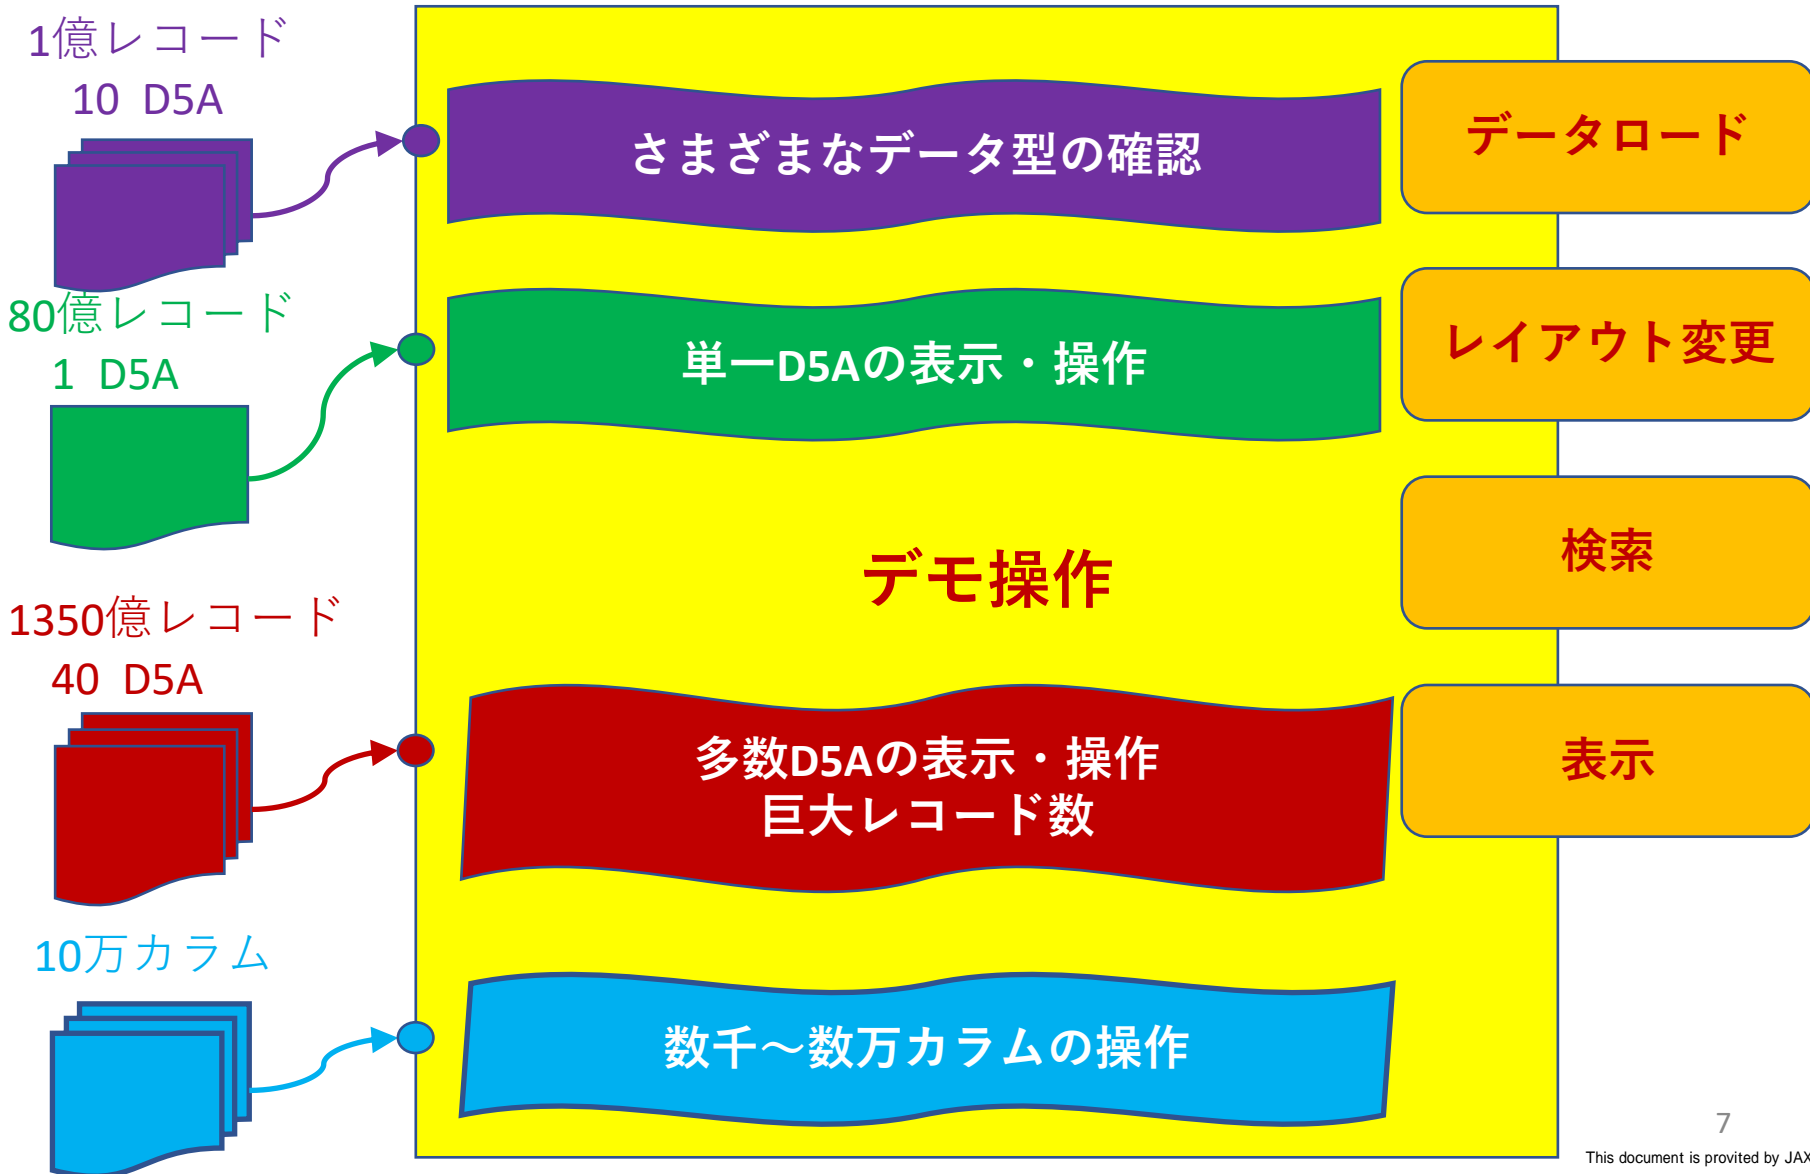 1億レコード
10 D5A
さまざまなデータ型の確認
データロード
80億レコード
1 D5A
単一D5Aの表示・操作
レイアウト変更
デモ操作
検索
1350億レコード
40 D5A
多数D5Aの表示・操作
巨大レコード数
表示
10万カラム
数千～数万カラムの操作
7
This document is provited by JAX